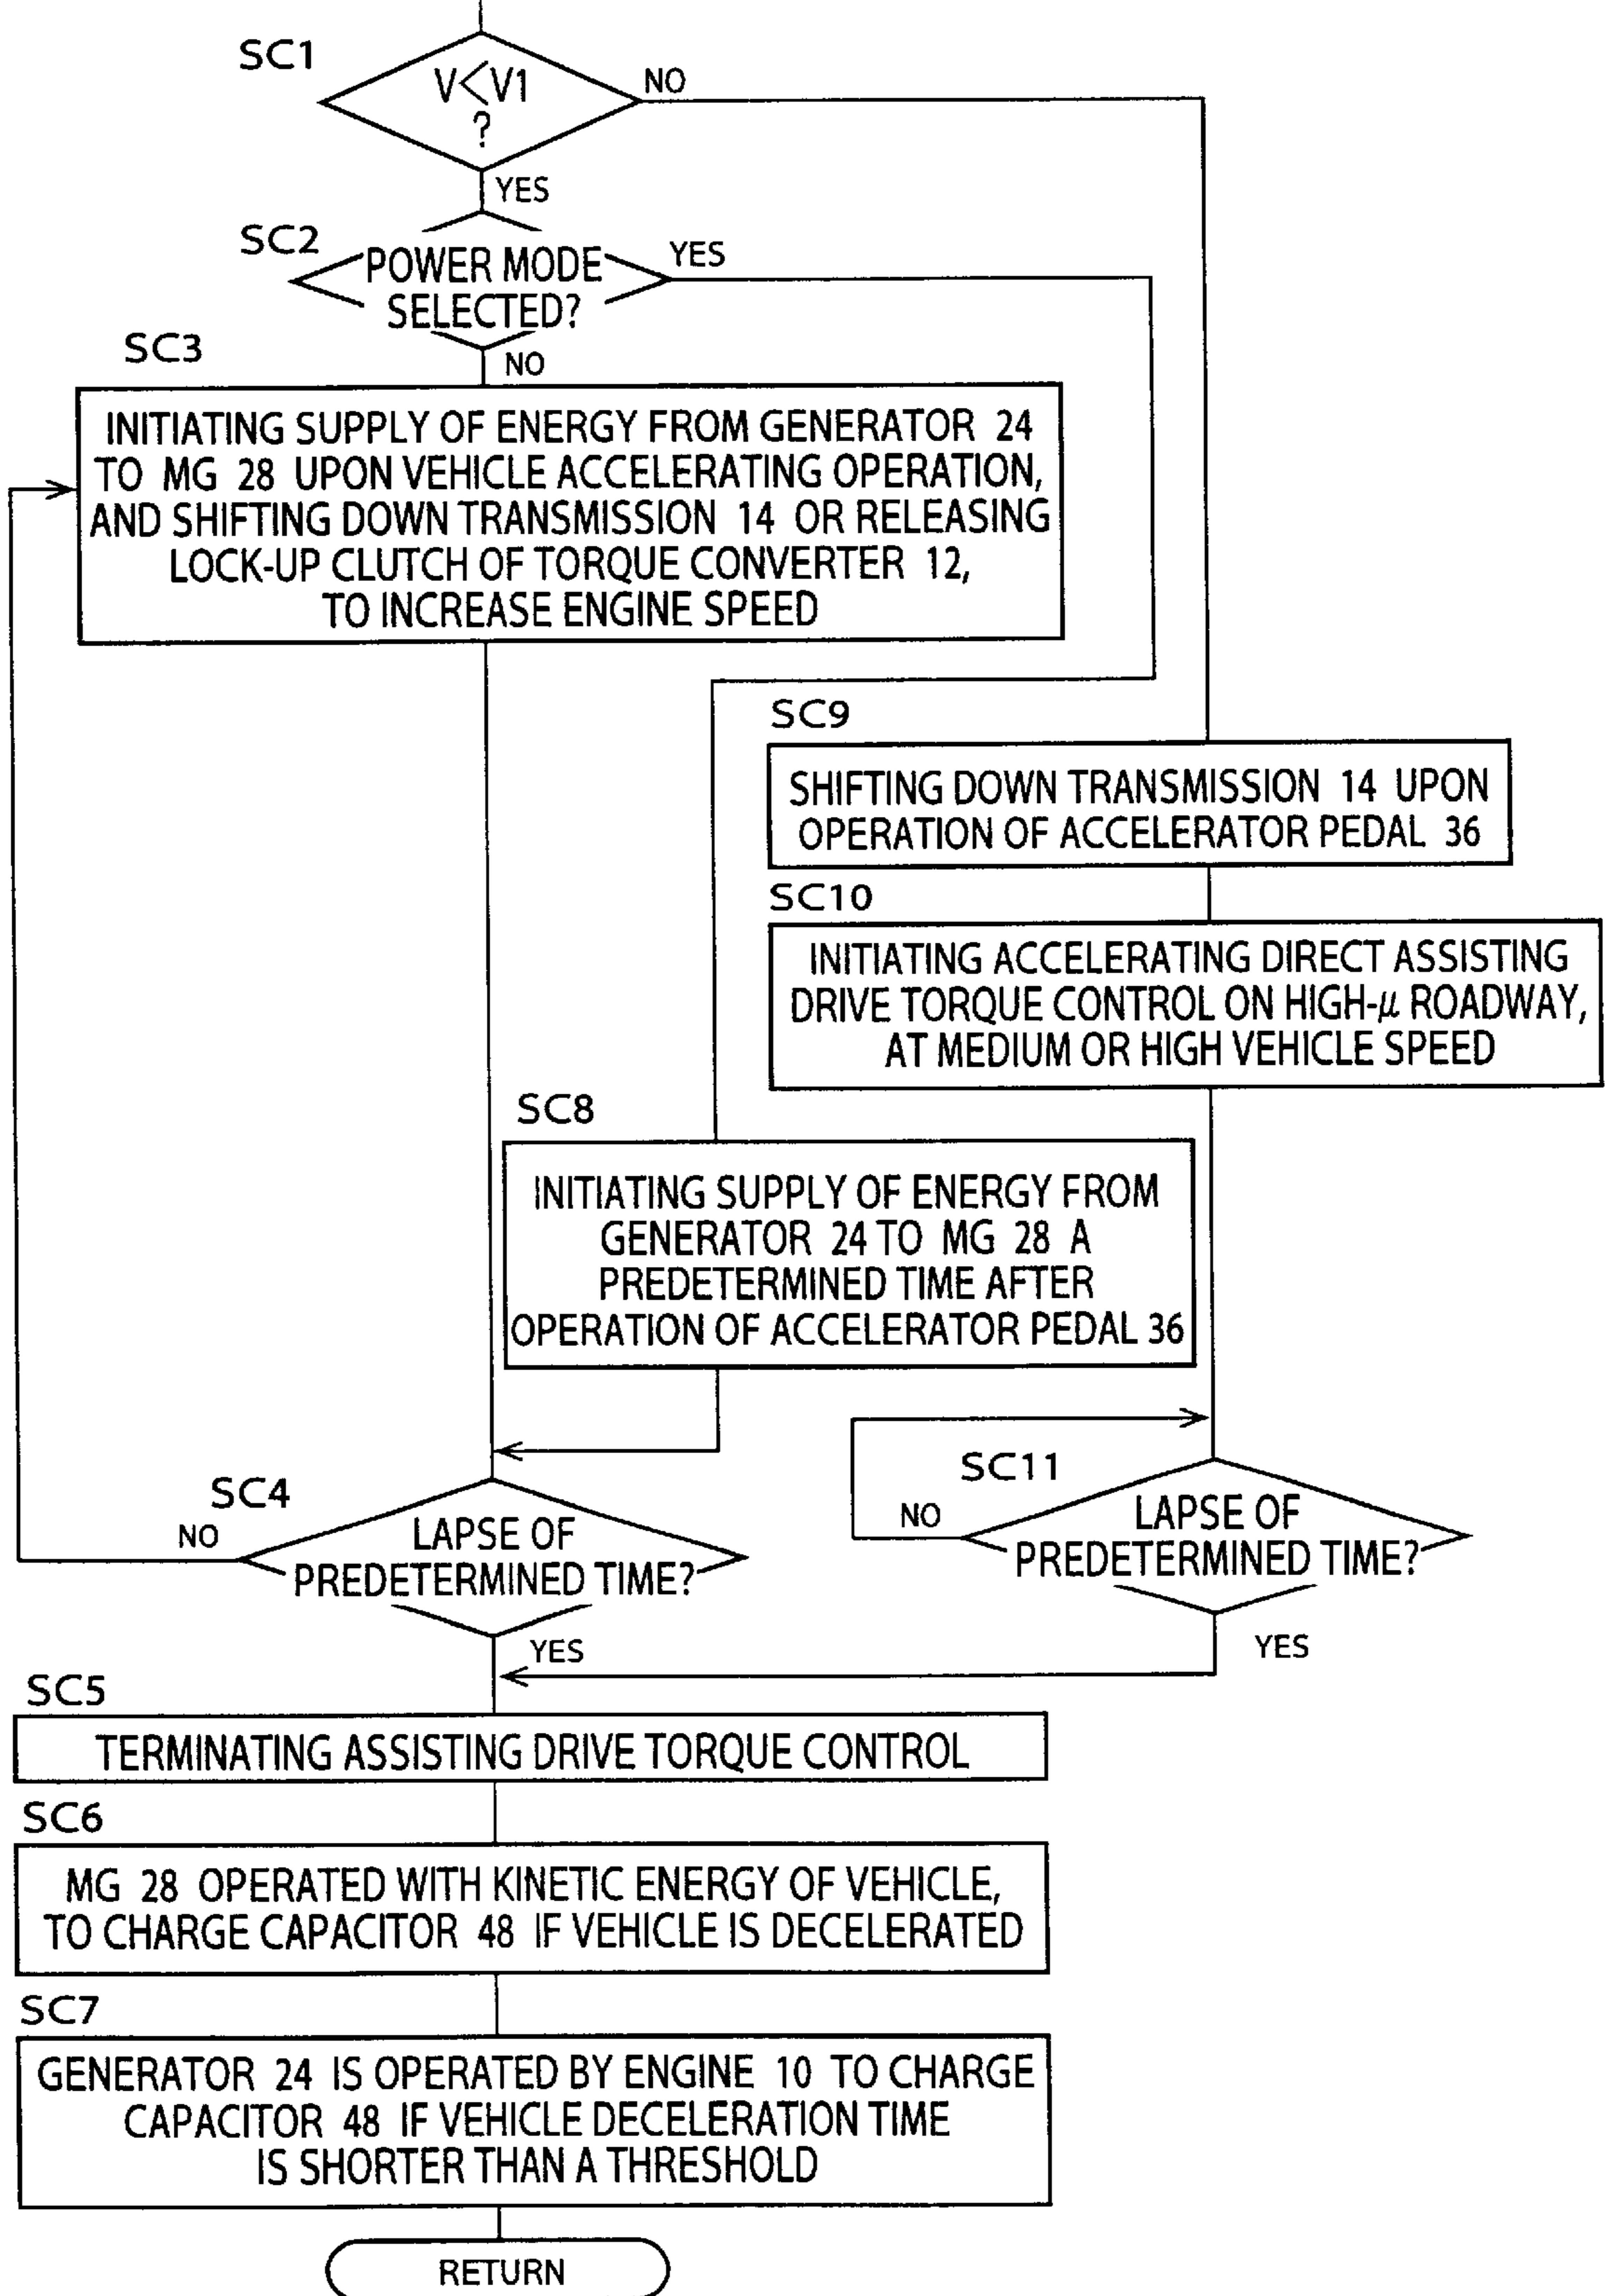 SC1
V<V1
?
NO
YES
SC2
POWER MODE
SELECTED?
YES
NO
SC3
INITIATING SUPPLY OF ENERGY FROM GENERATOR 24
TO MG 28 UPON VEHICLE ACCELERATING OPERATION,
AND SHIFTING DOWN TRANSMISSION 14 OR RELEASING
LOCK-UP CLUTCH OF TORQUE CONVERTER 12,
TO INCREASE ENGINE SPEED
SC9
SHIFTING DOWN TRANSMISSION 14 UPON
OPERATION OF ACCELERATOR PEDAL 36
SC10
INITIATING ACCELERATING DIRECT ASSISTING
DRIVE TORQUE CONTROL ON HIGH-μ ROADWAY,
AT MEDIUM OR HIGH VEHICLE SPEED
SC8
INITIATING SUPPLY OF ENERGY FROM
GENERATOR 24 TO MG 28 A
PREDETERMINED TIME AFTER
OPERATION OF ACCELERATOR PEDAL 36
SC4
NO
LAPSE OF
PREDETERMINED TIME?
YES
SC11
NO
LAPSE OF
PREDETERMINED TIME?
YES
SC5
TERMINATING ASSISTING DRIVE TORQUE CONTROL
SC6
MG 28 OPERATED WITH KINETIC ENERGY OF VEHICLE,
TO CHARGE CAPACITOR 48 IF VEHICLE IS DECELERATED
SC7
GENERATOR 24 IS OPERATED BY ENGINE 10 TO CHARGE
CAPACITOR 48 IF VEHICLE DECELERATION TIME
IS SHORTER THAN A THRESHOLD
RETURN